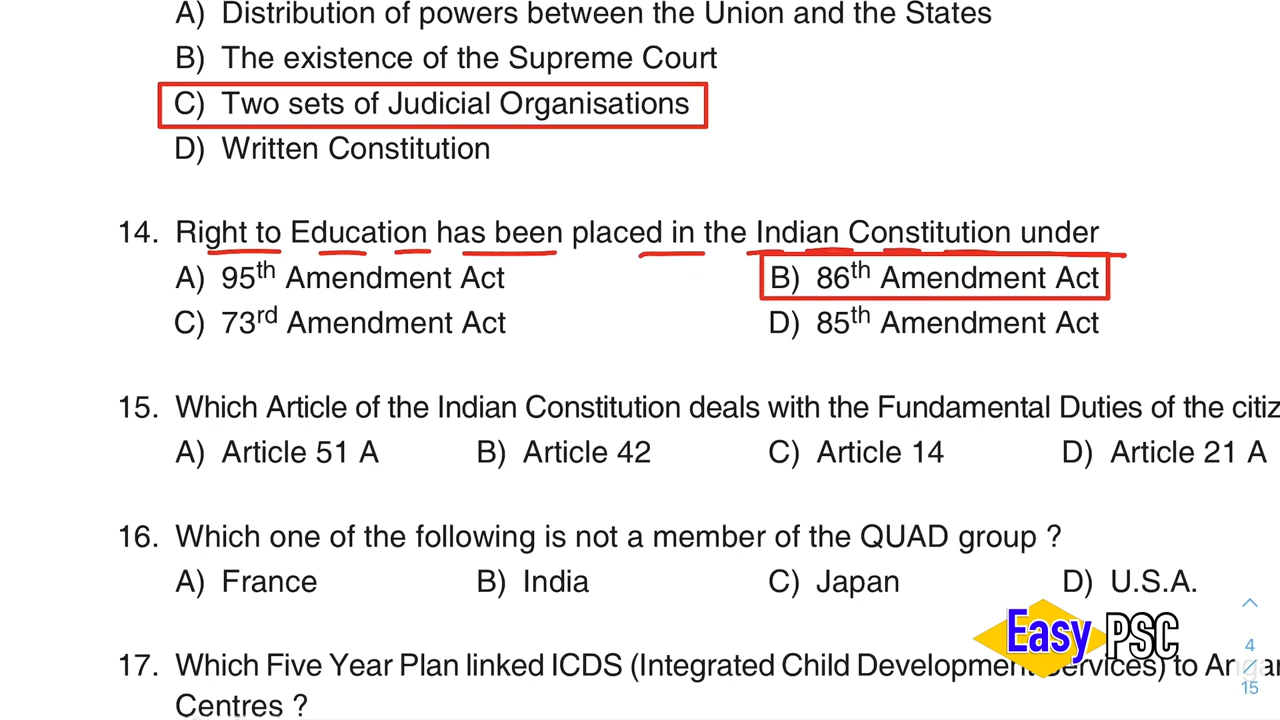 A) Distribution of powers between the Union and the States
B) The existence of the Supreme Court
C) Two sets of Judicial Organisations
D) Written Constitution
14. Right to Education has been placed in the Indian Constitution under
A) 95th Amendment Act B) 86th Amendment Act
C) 73rd Amendment Act D) 85th Amendment Act
15. Which Article of the Indian Constitution deals with the Fundamental Duties of the
A) Article 51 A B) Article 42 C) Article 14 D) Article 21 A
16. Which one of the following is not a member of the QUAD group ?
A) France B) India C) Japan D) U.S.A.
Easy PSC
4
15
17. Which Five Year Plan linked ICDS (Integrated Child Development Services) to
Centres ?